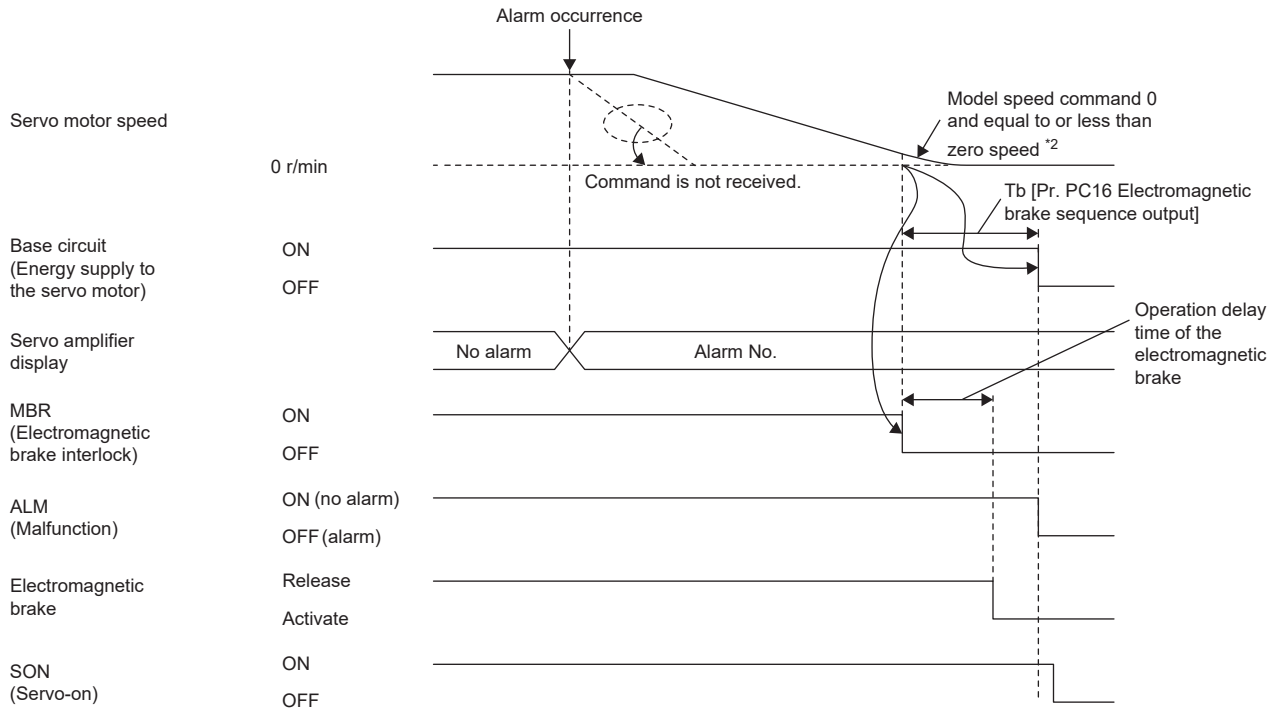 Alarm occurrence
Servo motor speed
0 r/min
Model speed command 0
and equal to or less than
zero speed *2
Command is not received.
Tb [Pr. PC16 Electromagnetic
brake sequence output]
Base circuit
(Energy supply to
the servo motor)
ON
OFF
Operation delay
time of the
electromagnetic
brake
Servo amplifier
display
No alarm
Alarm No.
MBR
(Electromagnetic
brake interlock)
ON
OFF
ALM
(Malfunction)
ON (no alarm)
OFF (alarm)
Electromagnetic
brake
Release
Activate
SON
(Servo-on)
ON
OFF